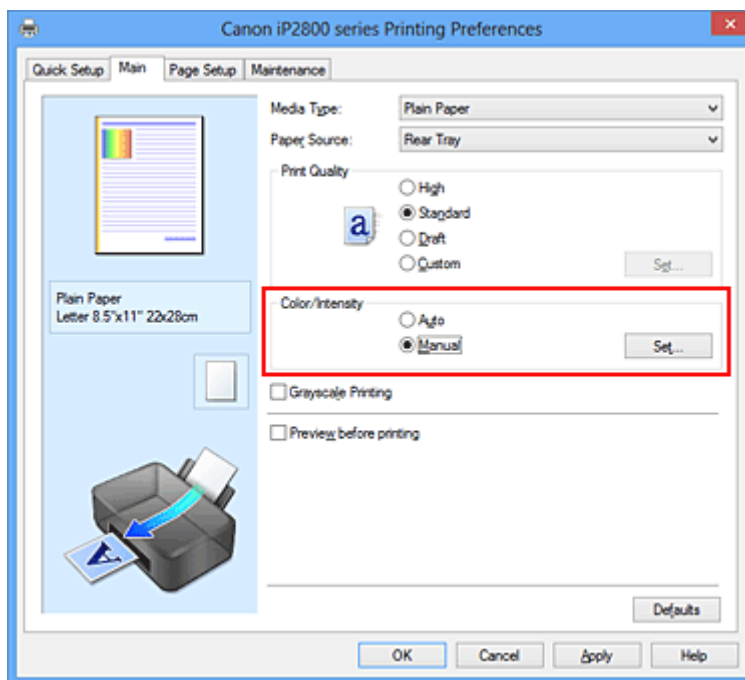 Canon iP2800 series Printing Preferences
Quick Setup Main Page Setup Maintenance
Media Type: Plain Paper
Paper Source: Rear Tray
Print Quality
High
a Standard
Draft
Custom Set...
Plain Paper
Letter 8.5"x11" 22x28cm
Color/Intensity
Auto
Manual Set...
Grayscale Printing
Preview before printing
A
Defaults
OK Cancel Apply Help